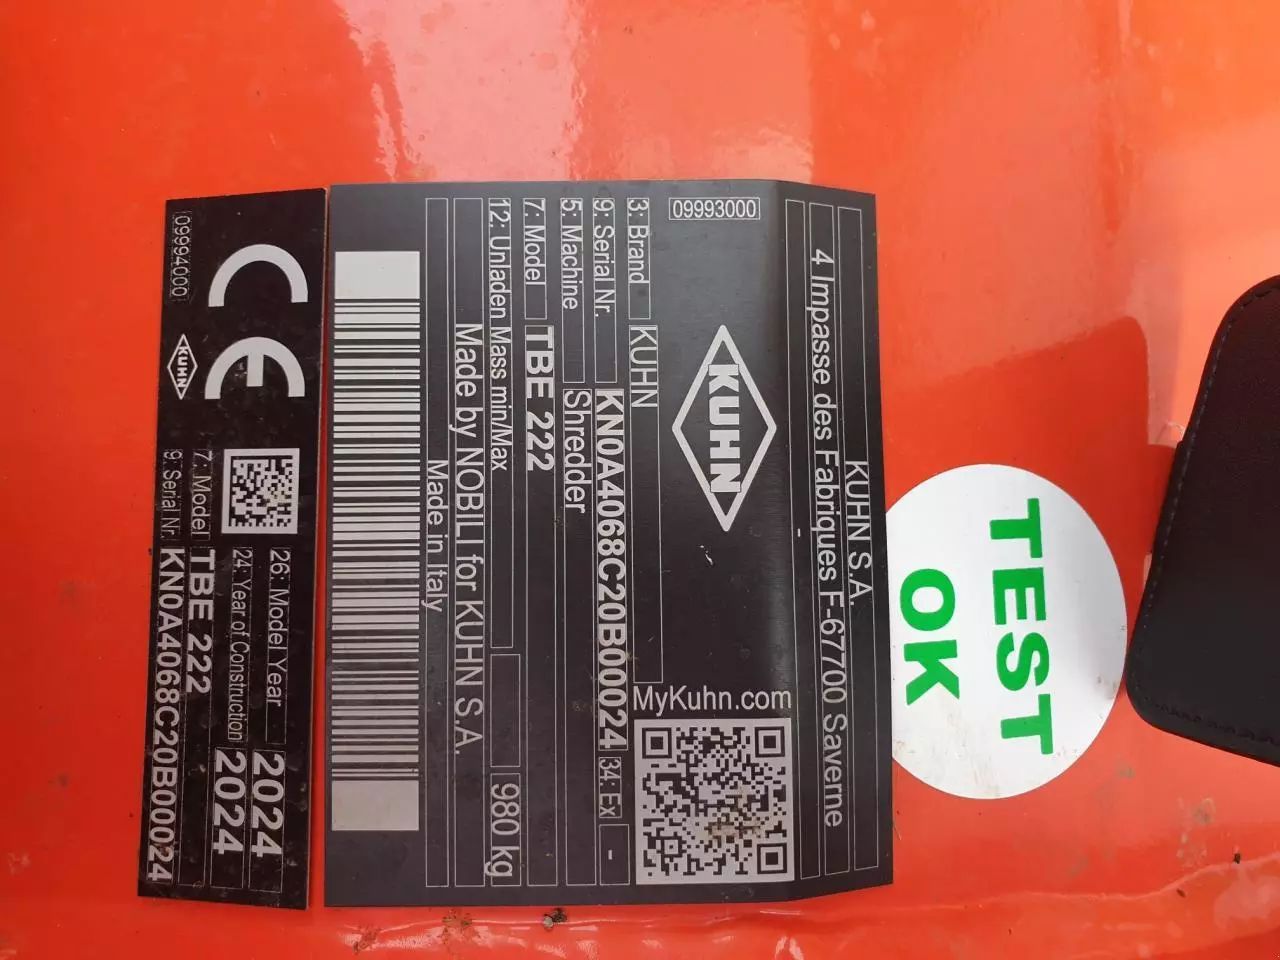 KUHN S.A.
4 Impasse des Fabriques F-67700 Saverne
-
09993000
KUHN
MyKuhn.com
3: Brand KUHN
9: Serial Nr. KN0A4068C20B00024 34: Ex -
5: Machine Shredder
7: Model TBE 222
12: Unladen Mass min/Max 980 kg
Made by NOBILI for KUHN S.A.
Made in Italy
09994000
CE
KUHN
26: Model Year 2024
24: Year of Construction 2024
7: Model TBE 222
9: Serial Nr. KN0A4068C20B00024
TEST
OK